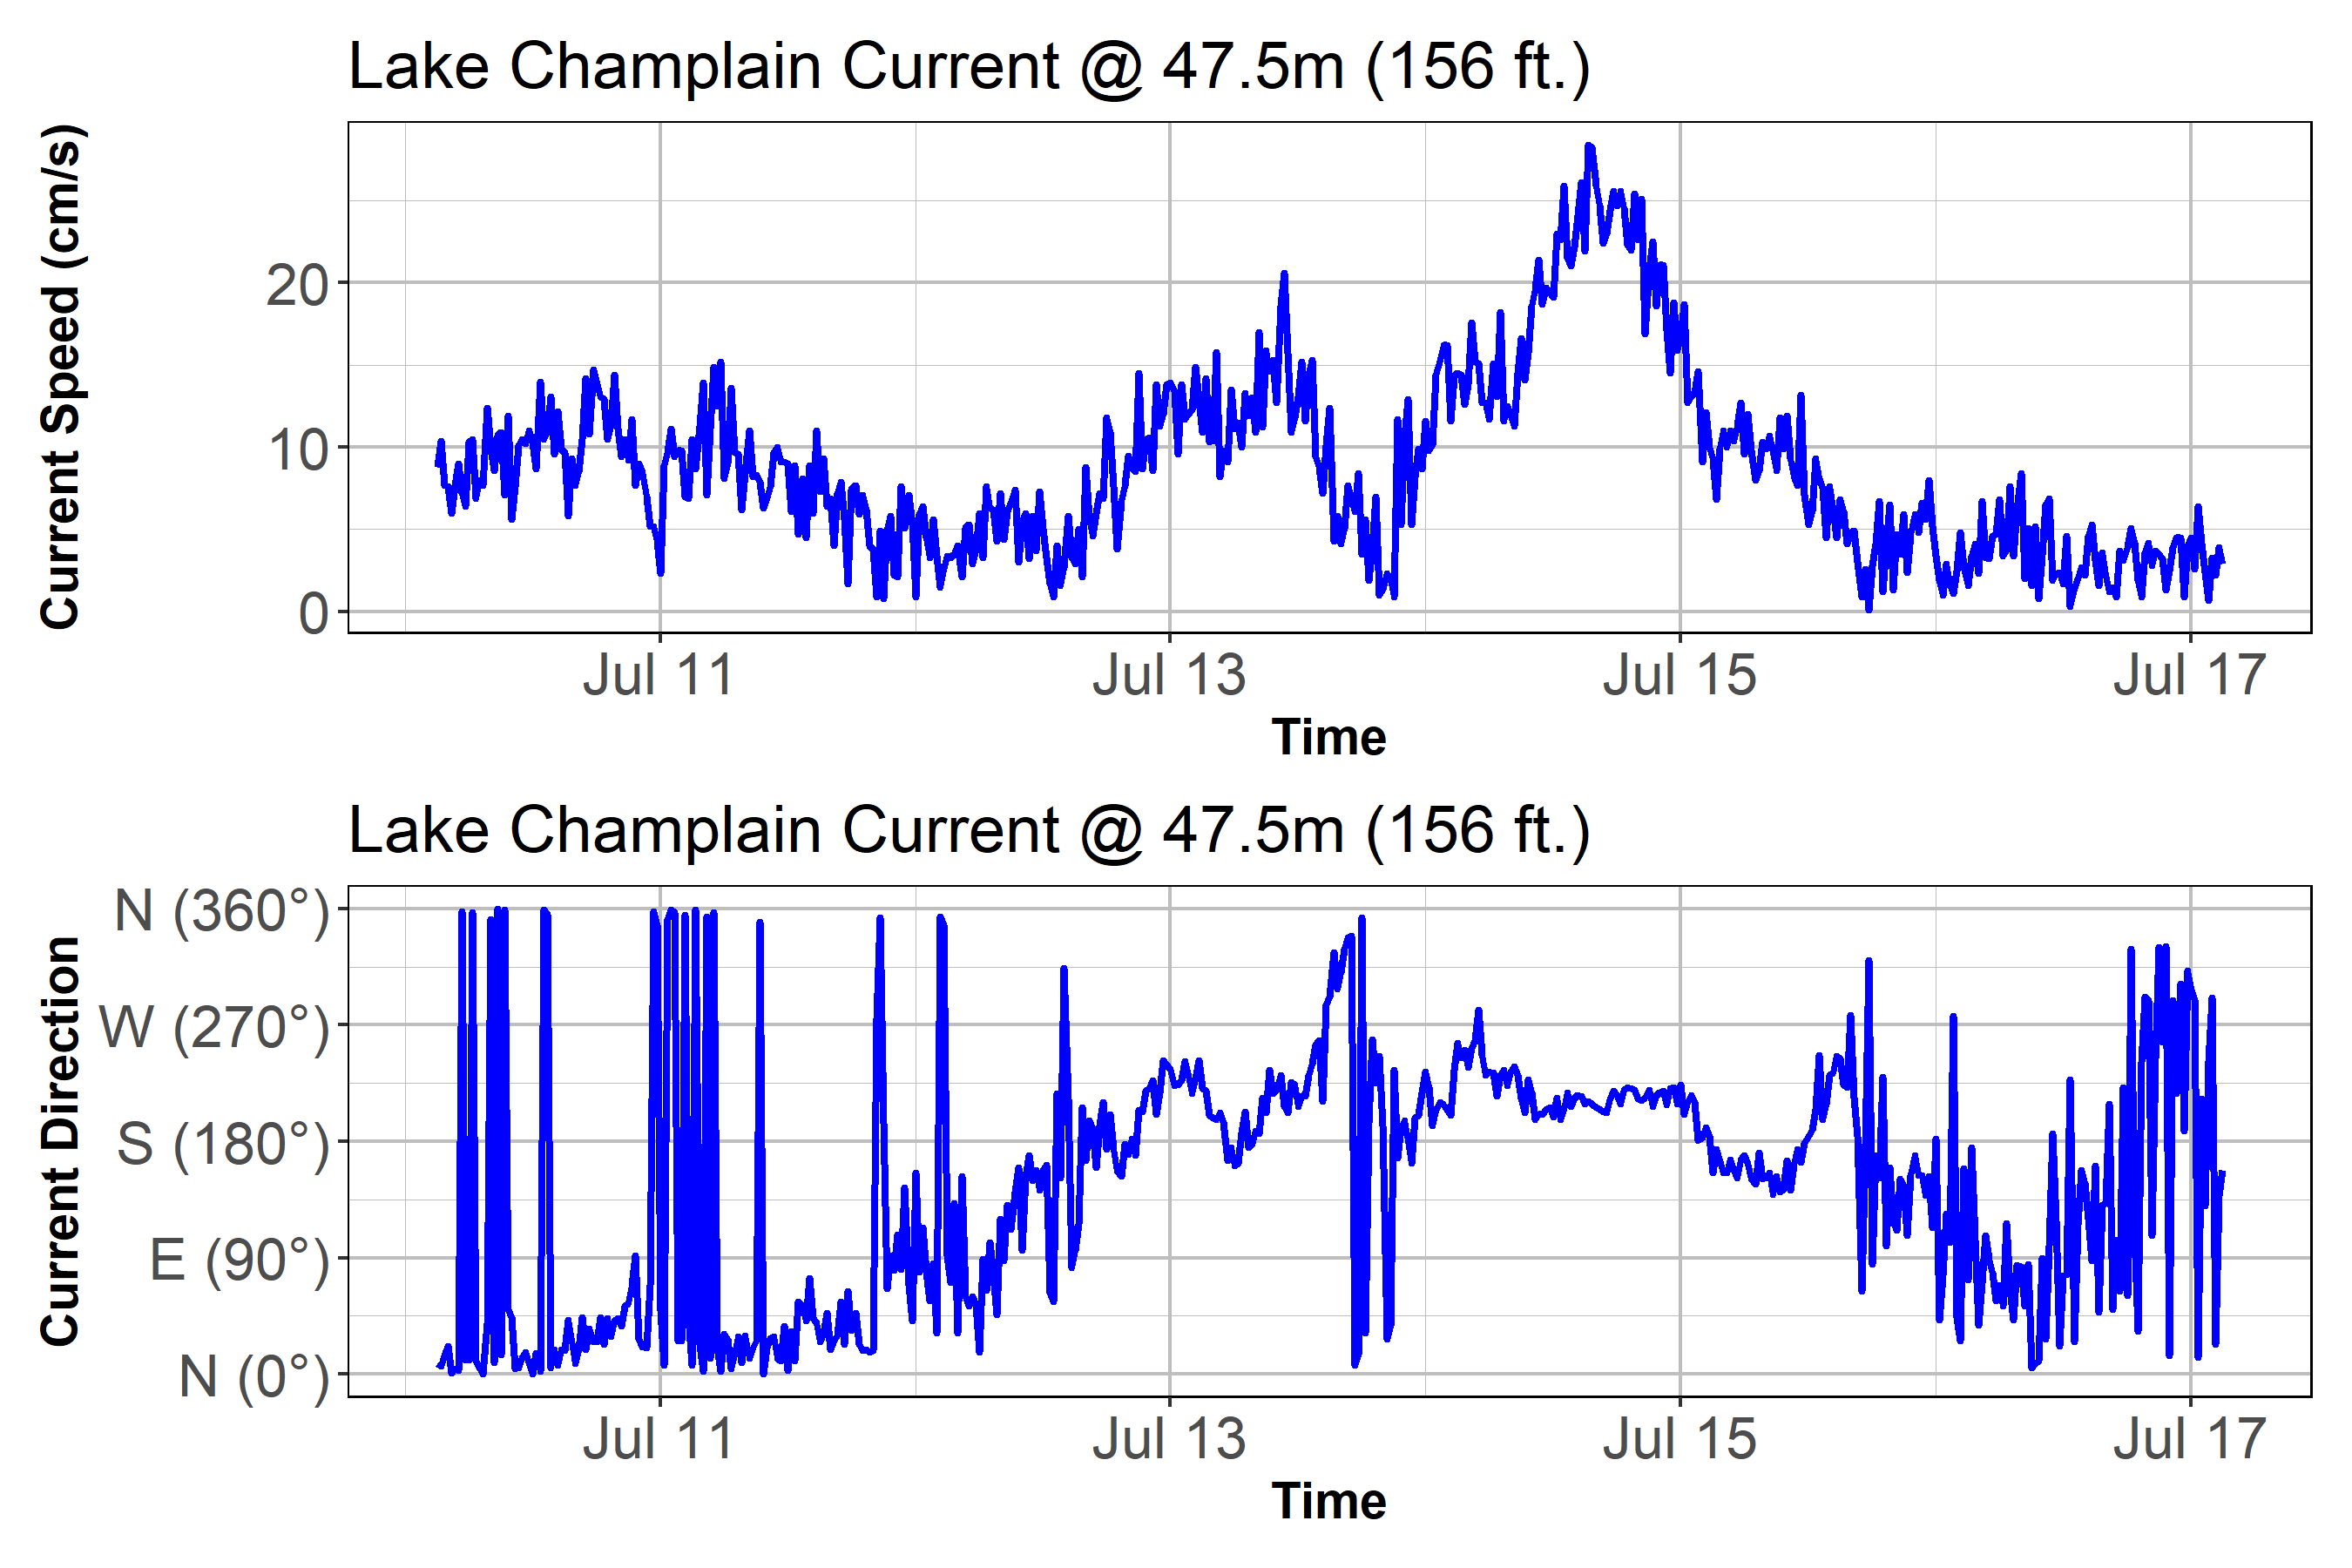 Lake Champlain Current @ 47.5m (156 ft.)
Current Speed (cm/s)
20
10
0
Jul 11 Jul 13 Jul 15 Jul 17
Time
Lake Champlain Current @ 47.5m (156 ft.)
Current Direction
N (360°)
W (270°)
S (180°)
E (90°)
N (0°)
Jul 11 Jul 13 Jul 15 Jul 17
Time